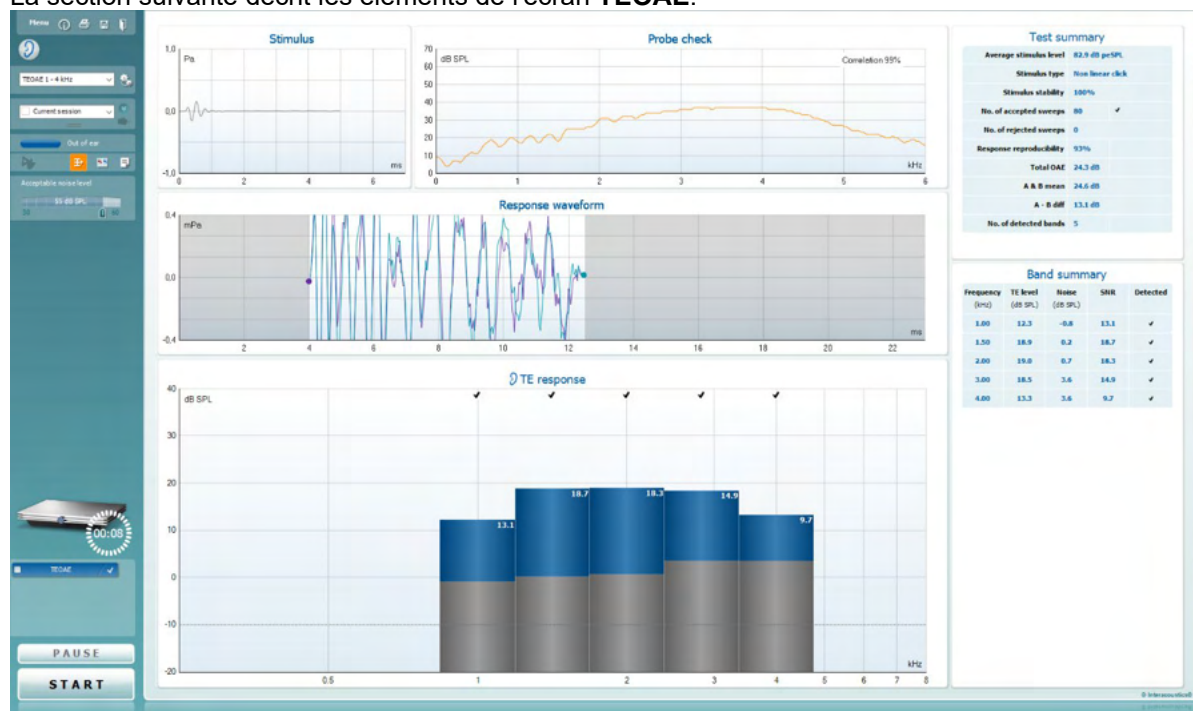 La section suivante décrit les éléments de l'écran TEOAE:
Menu
TEOAE 1 - 4 kHz
Current session
Out of ear
Acceptable noise level
55 dB SPL
60
00:08
TEOAE
PAUSE
START
Stimulus
1,0
Pa
0,0
-1,0
ms
0 2 4 6
Probe check
70
dB SPL
Correlation 99%
60
50
40
30
20
10
0
kHz
0 1 2 3 4 5 6
Response waveform
0.4
mPa
0,0
-0.4
ms
2 4 6 8 10 12 14 16 18 20 22
TE response
40
dB SPL
30
20
10
0
-10
-20
13.1 18.7 18.3 14.9 9.7
kHz
0.5 1 2 3 4 5 6 7 8
Test summary
Average stimulus level 82.9 dB peSPL
Stimulus type Non linear click
Stimulus stability 100%
No. of accepted sweeps 80
No. of rejected sweeps 0
Response reproducibility 93%
Total OAE 24.3 dB
A & B mean 24.6 dB
A - B diff 13.1 dB
No. of detected bands 5
Band summary
Frequency TE level Noise SNR Detected
(kHz) (dB SPL) (dB SPL)
1.00 12.3 -0.8 13.1
1.50 18.9 0.2 18.7
2.00 19.0 0.7 18.3
3.00 18.5 3.6 14.9
4.00 13.3 3.6 9.7
© Interacoustics®